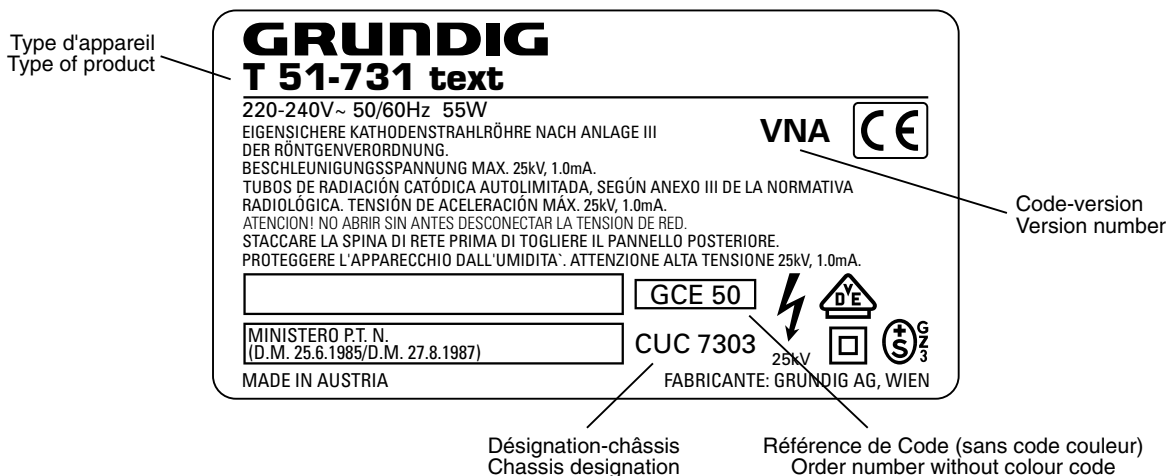 Type d'appareil
Type of product
GRUNDIG
T 51-731 text
220-240V~ 50/60Hz 55W
EIGENSICHERE KATHODENSTRAHLRÖHRE NACH ANLAGE III
DER RÖNTGENVERORDNUNG.
BESCHLEUNIGUNGSSPANNUNG MAX. 25kV, 1.0mA.
TUBOS DE RADIACIÓN CATÓDICA AUTOLIMITADA, SEGÚN ANEXO III DE LA NORMATIVA
RADIOLÓGICA. TENSIÓN DE ACELERACIÓN MÁX. 25kV, 1.0mA.
ATENCION! NO ABRIR SIN ANTES DESCONECTAR LA TENSION DE RED.
STACCARE LA SPINA DI RETE PRIMA DI TOGLIERE IL PANNELLO POSTERIORE.
PROTEGGERE L'APPARECCHIO DALL'UMIDITA`. ATTENZIONE ALTA TENSIONE 25kV, 1.0mA.
VNA CE
Code-version
Version number
GCE 50
DVE
MINISTERO P.T. N.
(D.M. 25.6.1985/D.M. 27.8.1987)
CUC 7303
25kV
+S
GZ3
MADE IN AUSTRIA
FABRICANTE: GRUNDIG AG, WIEN
Désignation-châssis
Chassis designation
Référence de Code (sans code couleur)
Order number without colour code